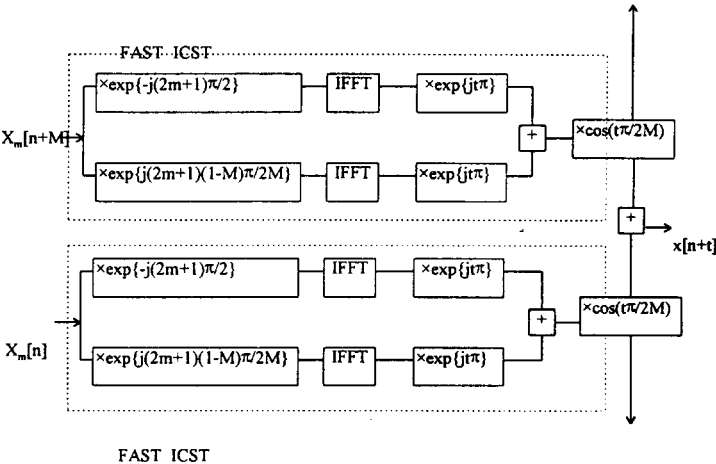 FAST ICST
×exp{-j(2m+1)π/2}
IFFT
×exp{jtπ}
X_m[n+M]
+
×cos(tπ/2M)
×exp{j(2m+1)(1-M)π/2M}
IFFT
×exp{jtπ}
+
x[n+t]
×exp{-j(2m+1)π/2}
IFFT
×exp{jtπ}
X_m[n]
+
×cos(tπ/2M)
×exp{j(2m+1)(1-M)π/2M}
IFFT
×exp{jtπ}
FAST ICST